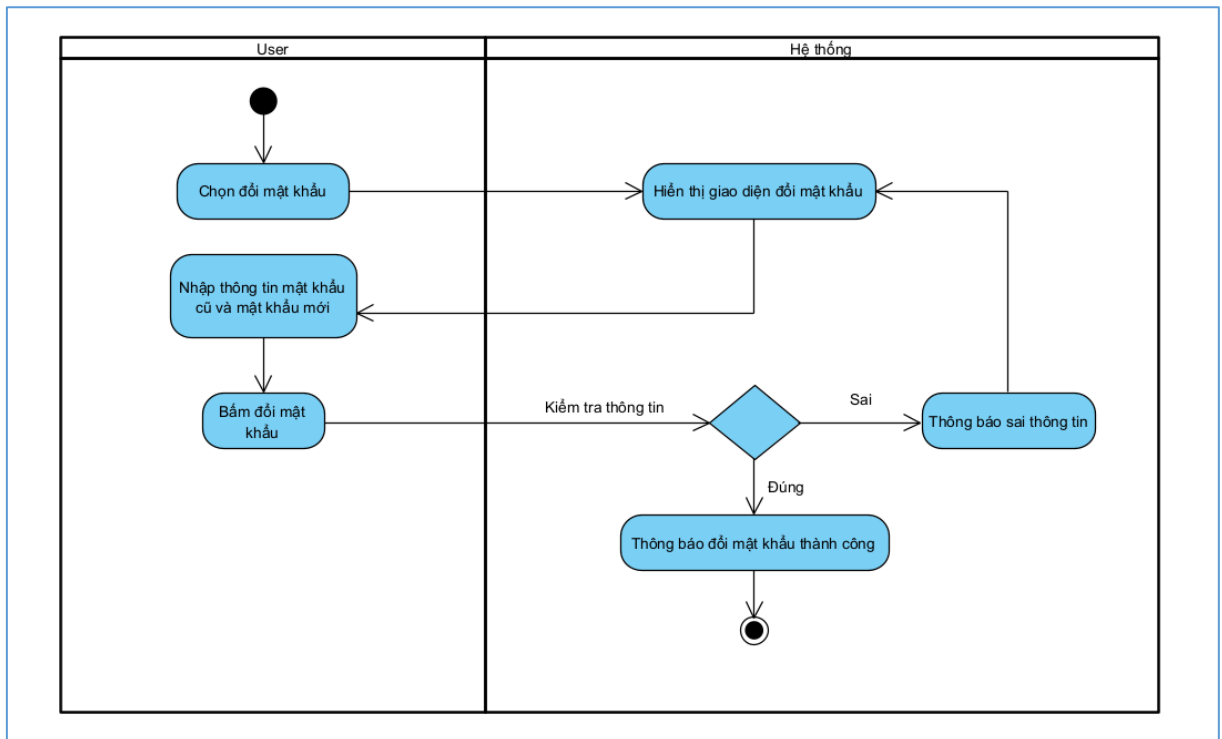 User
Hệ thống
Chọn đổi mật khẩu
Hiển thị giao diện đổi mật khẩu
Nhập thông tin mật khẩu
cũ và mật khẩu mới
Bấm đổi mật
khẩu
Kiểm tra thông tin
Sai
Thông báo sai thông tin
Đúng
Thông báo đổi mật khẩu thành công